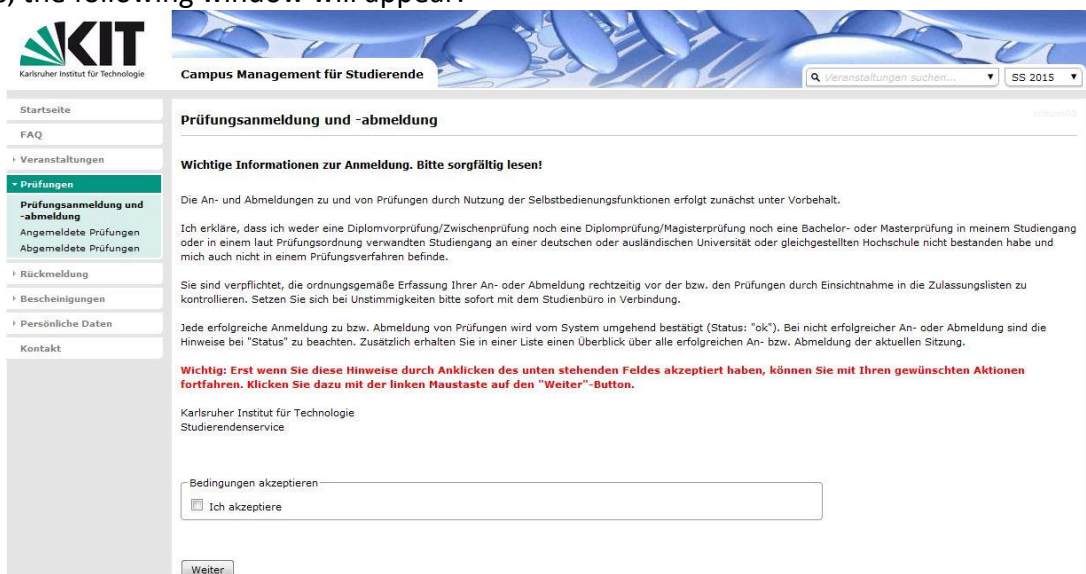 s, the following window will appear:
KIT
Karlsruher Institut für Technologie
Campus Management für Studierende
Veranstaltungen suchen...
SS 2015
Startseite
FAQ
Veranstaltungen
Prüfungen
Prüfungsanmeldung und
-abmeldung
Angemeldete Prüfungen
Abgemeldete Prüfungen
Rückmeldung
Bescheinigungen
Persönliche Daten
Kontakt
Prüfungsanmeldung und -abmeldung
Wichtige Informationen zur Anmeldung. Bitte sorgfältig lesen!
Die An- und Abmeldungen zu und von Prüfungen durch Nutzung der Selbstbedienungsfunktionen erfolgt zunächst unter Vorbehalt.
Ich erkläre, dass ich weder eine Diplomvorprüfung/Zwischenprüfung noch eine Diplomprüfung/Magisterprüfung noch eine Bachelor- oder Masterprüfung in meinem Studiengang
oder in einem laut Prüfungsordnung verwandten Studiengang an einer deutschen oder ausländischen Universität oder gleichgestellten Hochschule nicht bestanden habe und
mich auch nicht in einem Prüfungsverfahren befinde.
Sie sind verpflichtet, die ordnungsgemäße Erfassung Ihrer An- oder Abmeldung rechtzeitig vor der bzw. den Prüfungen durch Einsichtnahme in die Zulassungslisten zu
kontrollieren. Setzen Sie sich bei Unstimmigkeiten bitte sofort mit dem Studienbüro in Verbindung.
Jede erfolgreiche Anmeldung zu bzw. Abmeldung von Prüfungen wird vom System umgehend bestätigt (Status: "ok"). Bei nicht erfolgreicher An- oder Abmeldung sind die
Hinweise bei "Status" zu beachten. Zusätzlich erhalten Sie in einer Liste einen Überblick über alle erfolgreichen An- bzw. Abmeldung der aktuellen Sitzung.
Wichtig: Erst wenn Sie diese Hinweise durch Anklicken des unten stehenden Feldes akzeptiert haben, können Sie mit Ihren gewünschten Aktionen
fortfahren. Klicken Sie dazu mit der linken Maustaste auf den "Weiter"-Button.
Karlsruher Institut für Technologie
Studierendenservice
Bedingungen akzeptieren
Ich akzeptiere
Weiter